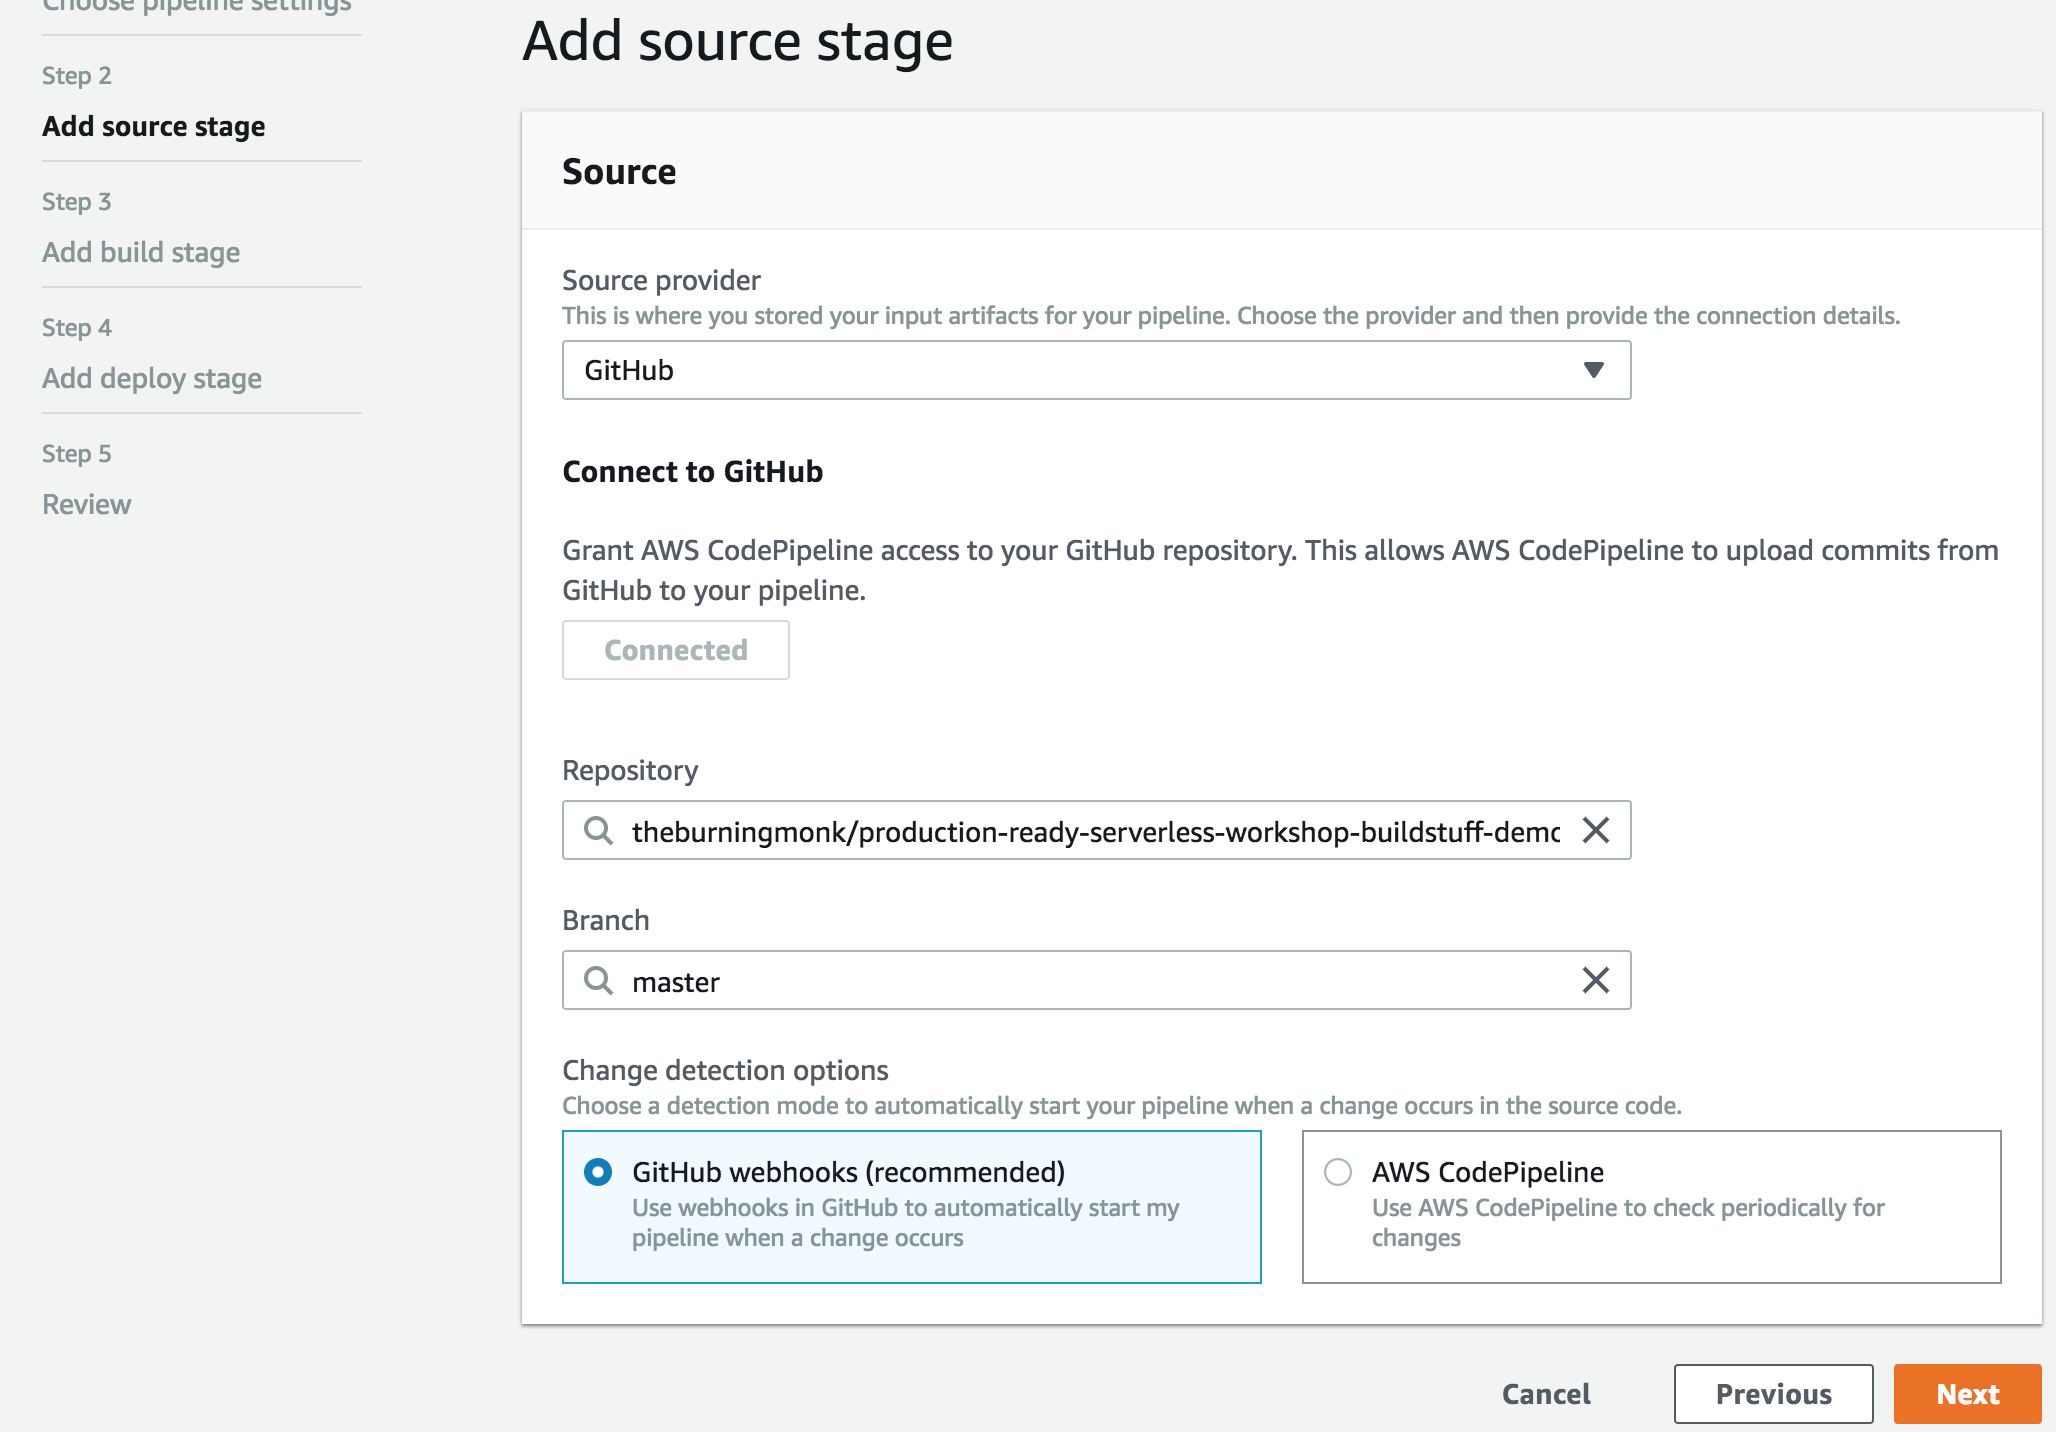 Choose pipeline settings
Step 2
Add source stage
Step 3
Add build stage
Step 4
Add deploy stage
Step 5
Review
Add source stage
Source
Source provider
This is where you stored your input artifacts for your pipeline. Choose the provider and then provide the connection details.
GitHub
Connect to GitHub
Grant AWS CodePipeline access to your GitHub repository. This allows AWS CodePipeline to upload commits from
GitHub to your pipeline.
Connected
Repository
theburningmonk/production-ready-serverless-workshop-buildstuff-demo
Branch
master
Change detection options
Choose a detection mode to automatically start your pipeline when a change occurs in the source code.
GitHub webhooks (recommended)
Use webhooks in GitHub to automatically start my
pipeline when a change occurs
AWS CodePipeline
Use AWS CodePipeline to check periodically for
changes
Cancel
Previous
Next